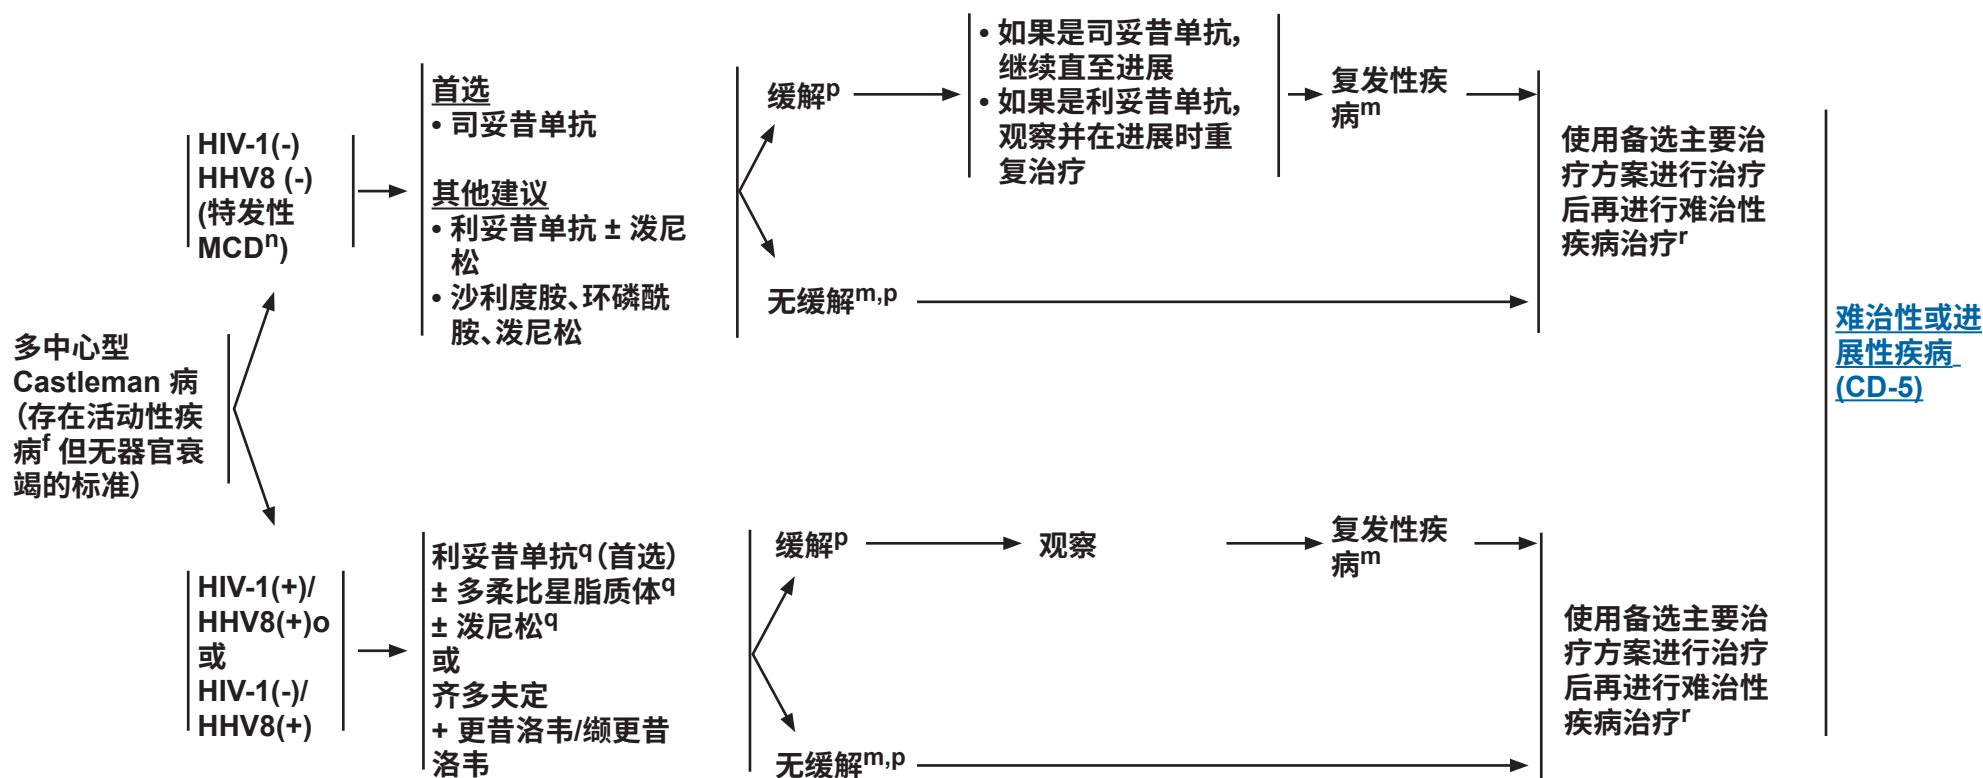 多中心型
Castleman 病
（存在活动性疾
病f 但无器官衰
竭的标准）
HIV-1(-)
HHV8 (-)
(特发性
MCDn)
首选
• 司妥昔单抗
其他建议
• 利妥昔单抗 ± 泼尼
松
• 沙利度胺、环磷酰
胺、泼尼松
缓解p
• 如果是司妥昔单抗，
继续直至进展
• 如果是利妥昔单抗，
观察并在进展时重
复治疗
复发性疾
病m
无缓解m,p
使用备选主要治
疗方案进行治疗
后再进行难治性
疾病治疗r
HIV-1(+)/
HHV8(+)o
或
HIV-1(-)/
HHV8(+)
利妥昔单抗q（首选）
± 多柔比星脂质体q
± 泼尼松q
或
齐多夫定
+ 更昔洛韦/缬更昔
洛韦
缓解p
观察
复发性疾
病m
无缓解m,p
使用备选主要治
疗方案进行治疗
后再进行难治性
疾病治疗r
难治性或进
展性疾病
(CD-5)